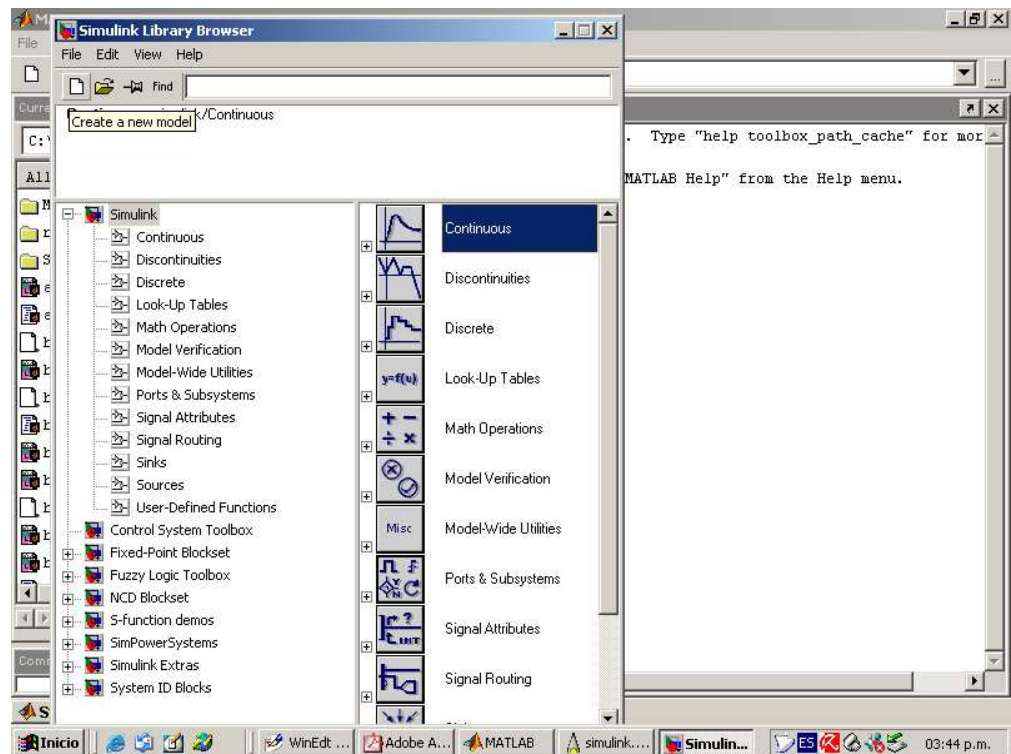 MA
Simulink Library Browser
File
File Edit View Help
Find
Curre
k/Continuous
Create a new model
C:\
. Type "help toolbox_path_cache" for mor
All
MATLAB Help" from the Help menu.
Simulink
Continuous
Discontinuities
Discrete
Look-Up Tables
Math Operations
Model Verification
Model-Wide Utilities
Ports & Subsystems
Signal Attributes
Signal Routing
Sinks
Sources
User-Defined Functions
Control System Toolbox
Fixed-Point Blockset
Fuzzy Logic Toolbox
NCD Blockset
S-function demos
SimPowerSystems
Simulink Extras
System ID Blocks
Continuous
Discontinuities
Discrete
y=f(u)
Look-Up Tables
Math Operations
Model Verification
Misc
Model-Wide Utilities
Ports & Subsystems
Signal Attributes
Signal Routing
Comm
Inicio
WinEdt ...
Adobe A...
MATLAB
simulink....
Simulin...
ES
03:44 p.m.